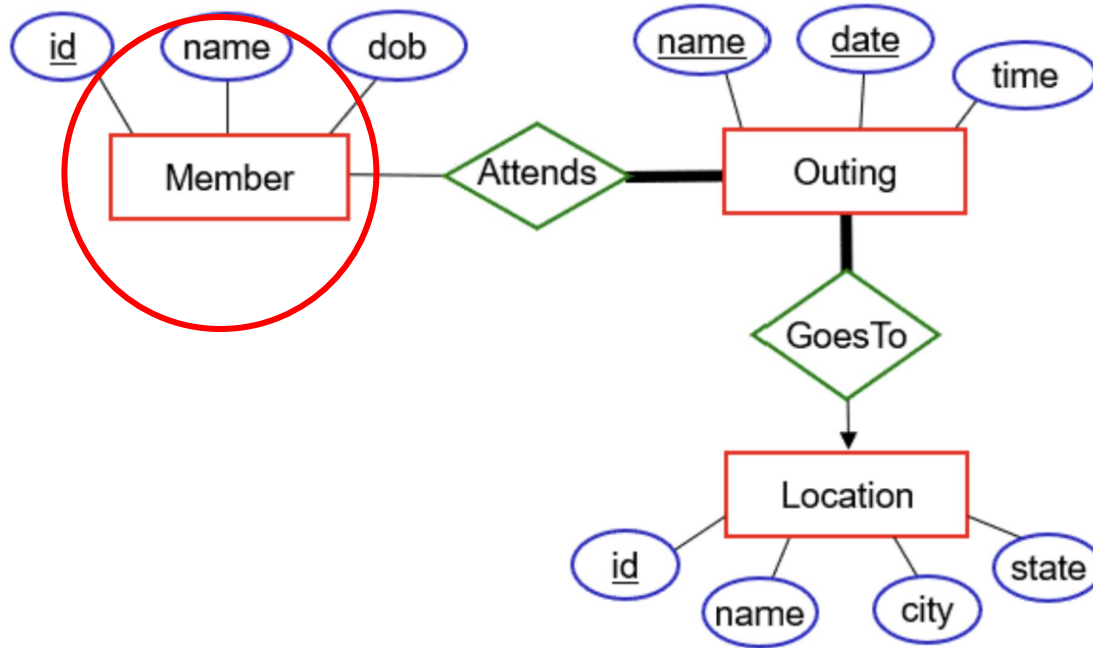 id name dob
name date time
Member
Attends
Outing
GoesTo
Location
id
name
city
state